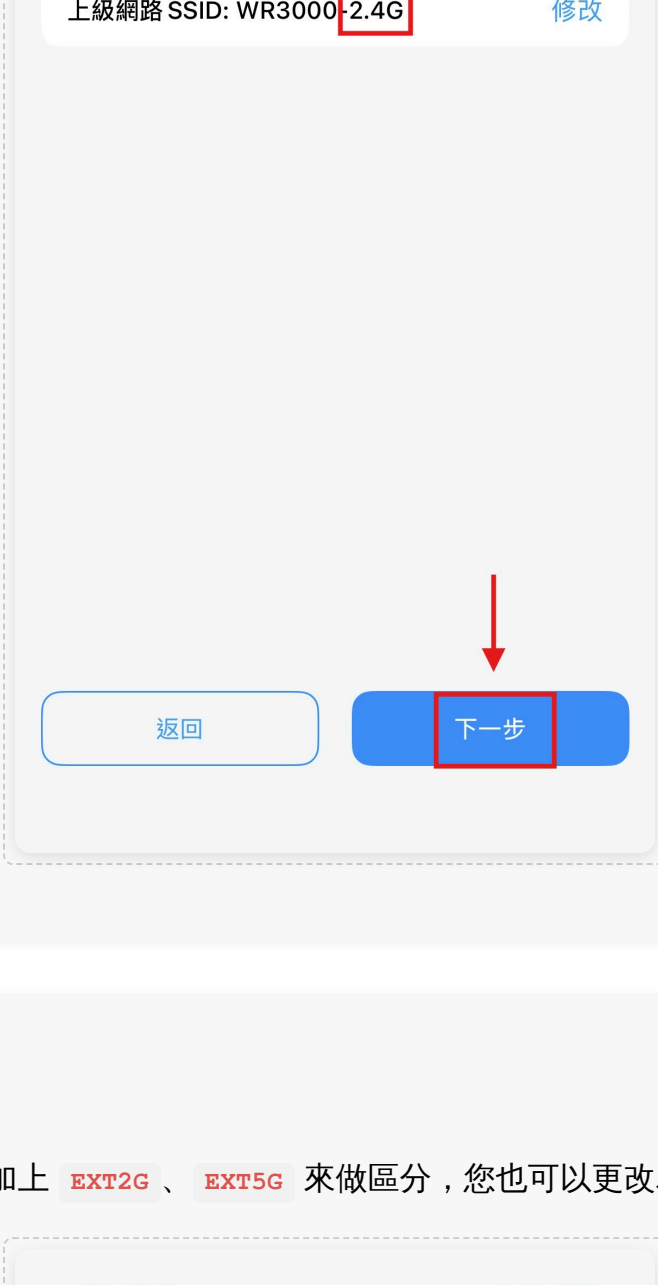 上級網路 SSID: WR3000-2.4G 修改
返回 下一步
加上 EXT2G 、 EXT5G 來做區分，您也可以更改